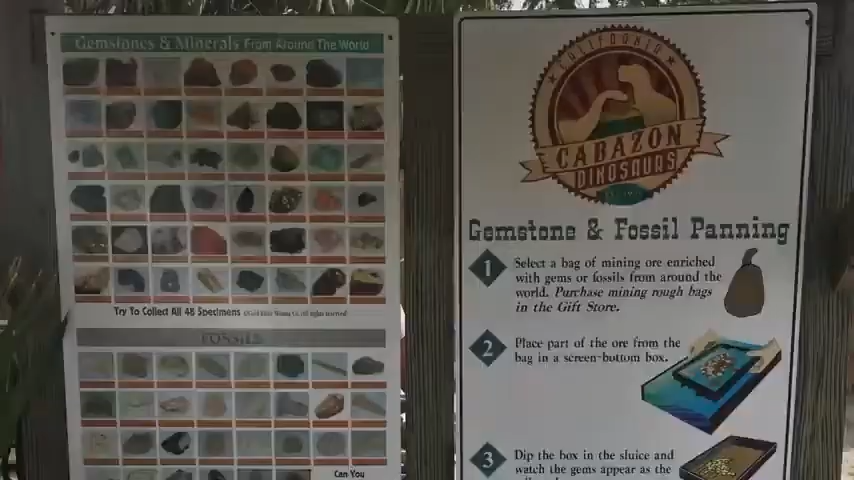 Gemstones & Minerals From Around The World
Try To Collect All 48 Specimens
FOSSILS
Can You
CALIFORNIA
CABAZON
DINOSAURS
Gemstone & Fossil Panning
1
Select a bag of mining ore enriched
with gems or fossils from around the
world. Purchase mining rough bags
in the Gift Store.
2
Place part of the ore from the
bag in a screen-bottom box.
3
Dip the box in the sluice and
watch the gems appear as the